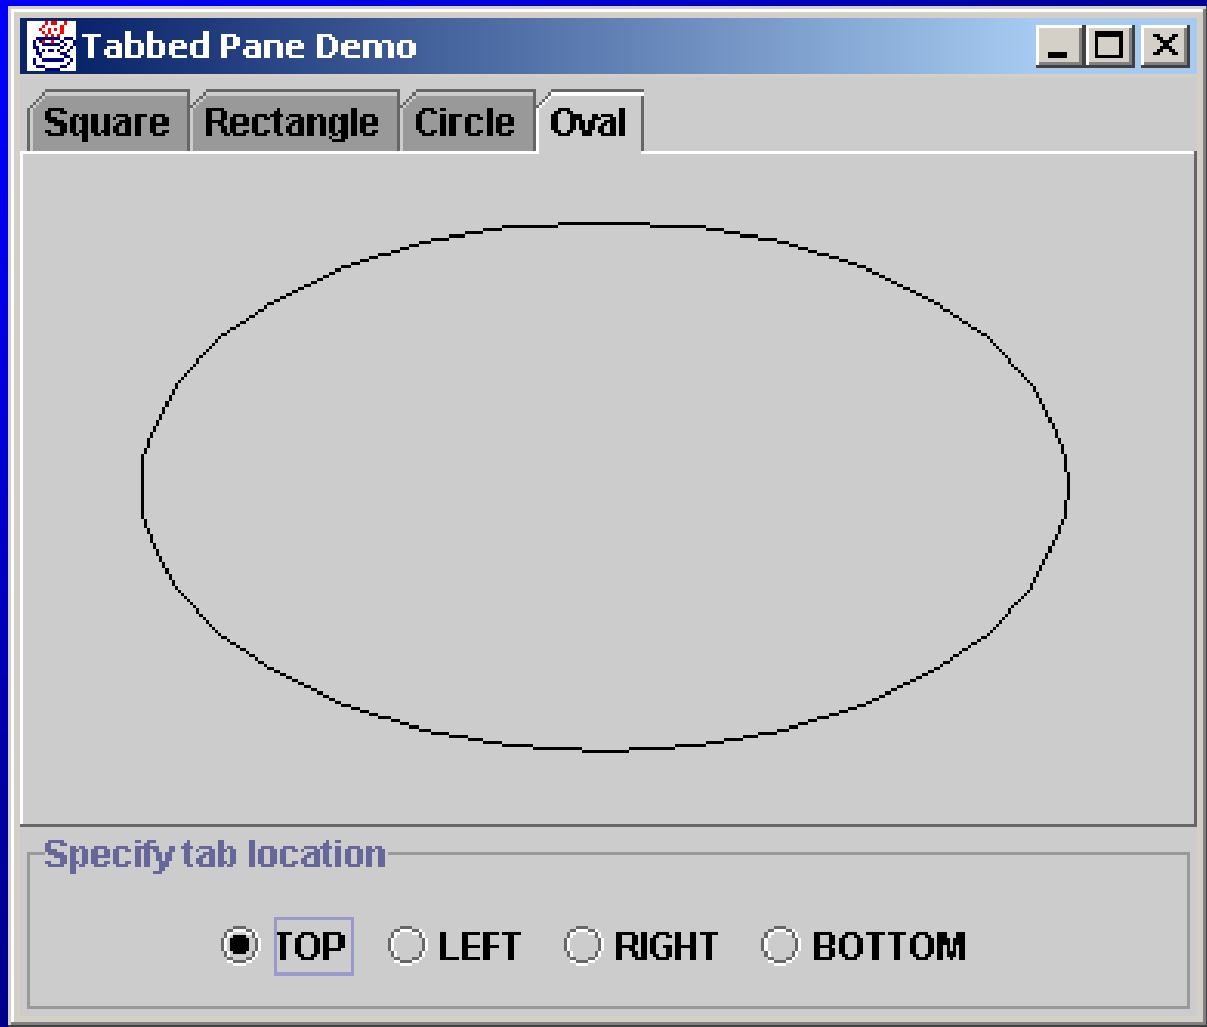 Tabbed Pane Demo
Square Rectangle Circle Oval
Specify tab location
TOP LEFT RIGHT BOTTOM